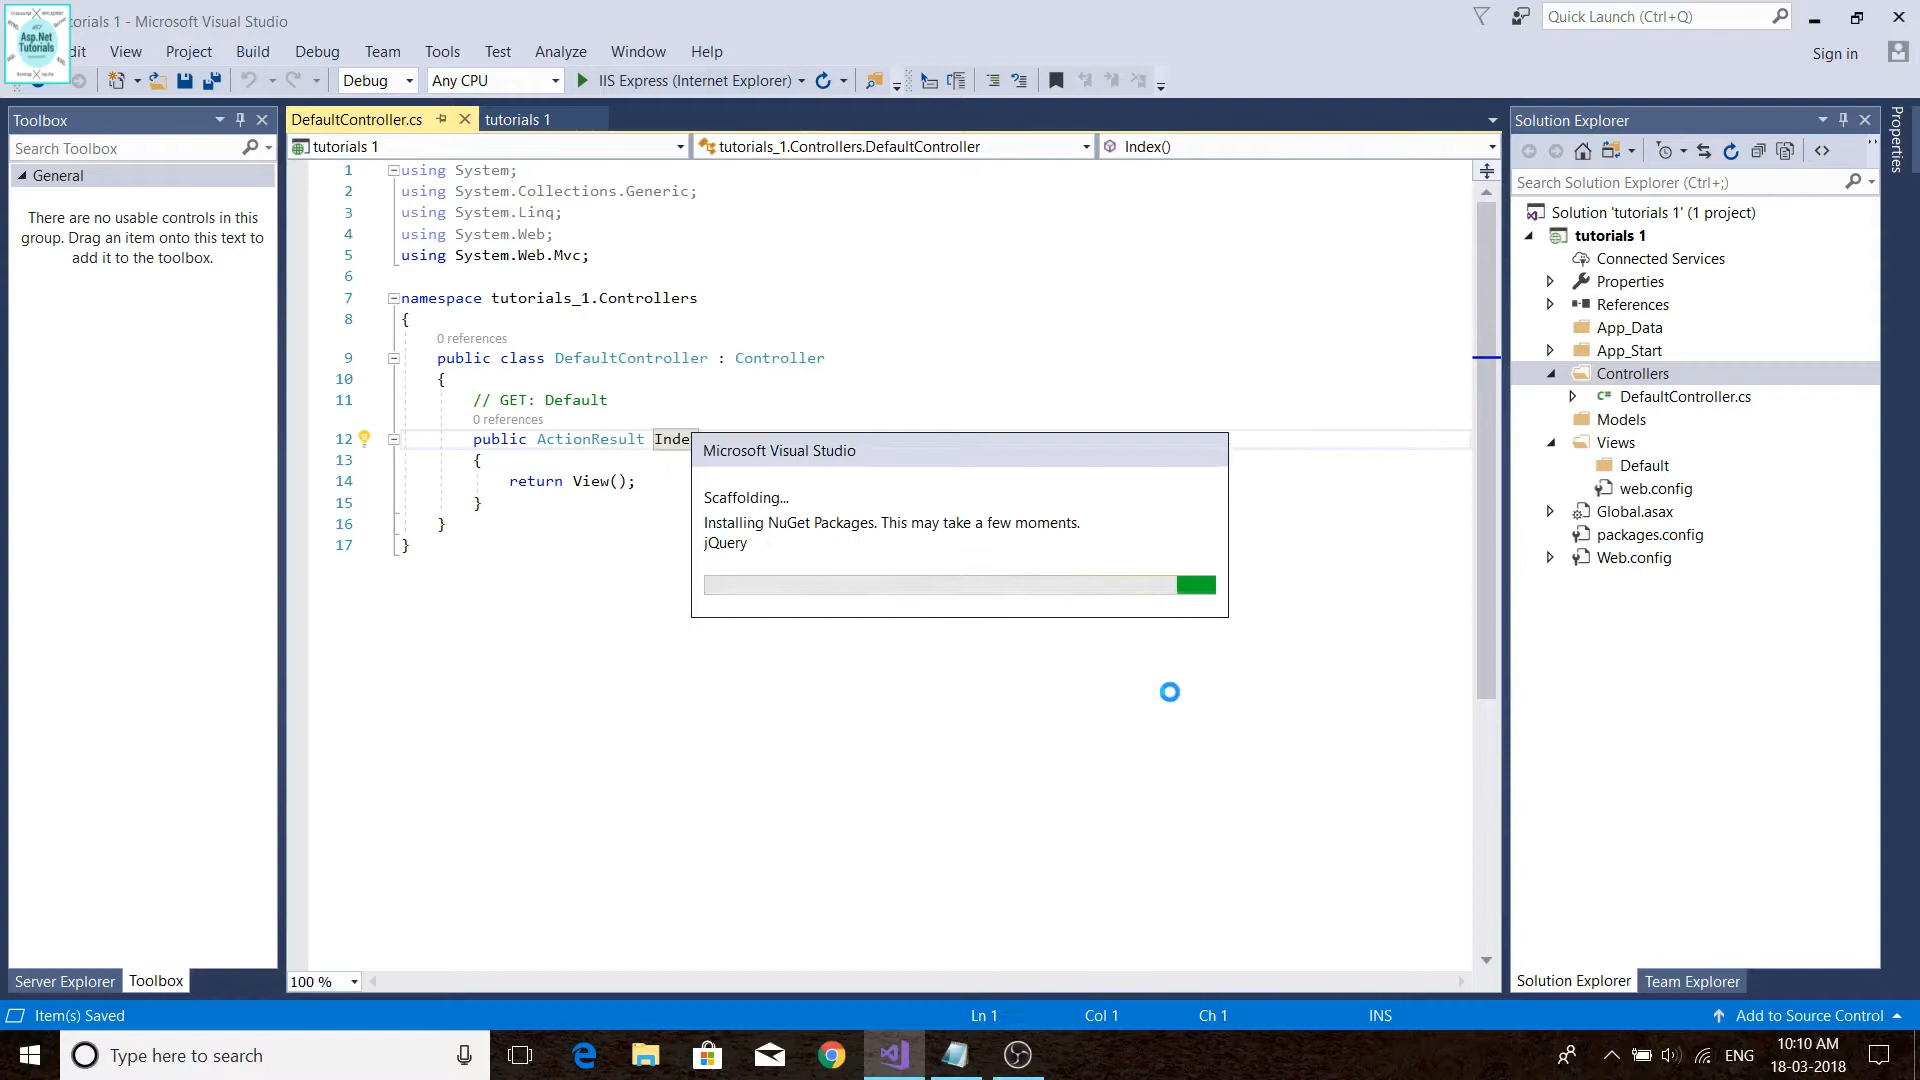 Asp.Net
Tutorials
torials 1 - Microsoft Visual Studio
Quick Launch (Ctrl+Q)
dit View Project Build Debug Team Tools Test Analyze Window Help
Sign in
Debug Any CPU IIS Express (Internet Explorer)
Toolbox
Search Toolbox
General
There are no usable controls in this
group. Drag an item onto this text to
add it to the toolbox.
Server Explorer Toolbox
DefaultController.cs tutorials 1
tutorials 1 tutorials_1.Controllers.DefaultController Index()
1 using System;
2 using System.Collections.Generic;
3 using System.Linq;
4 using System.Web;
5 using System.Web.Mvc;
6
7 namespace tutorials_1.Controllers
8 {
0 references
9 public class DefaultController : Controller
10 {
11 // GET: Default
0 references
12 public ActionResult Inde
13 {
14 return View();
15 }
16 }
17 }
Microsoft Visual Studio
Scaffolding...
Installing NuGet Packages. This may take a few moments.
jQuery
100 %
Solution Explorer
Search Solution Explorer (Ctrl+;)
Solution 'tutorials 1' (1 project)
tutorials 1
Connected Services
Properties
References
App_Data
App_Start
Controllers
DefaultController.cs
Models
Views
Default
web.config
Global.asax
packages.config
Web.config
Solution Explorer Team Explorer
Properties
Item(s) Saved Ln 1 Col 1 Ch 1 INS Add to Source Control
Type here to search
ENG
10:10 AM
18-03-2018